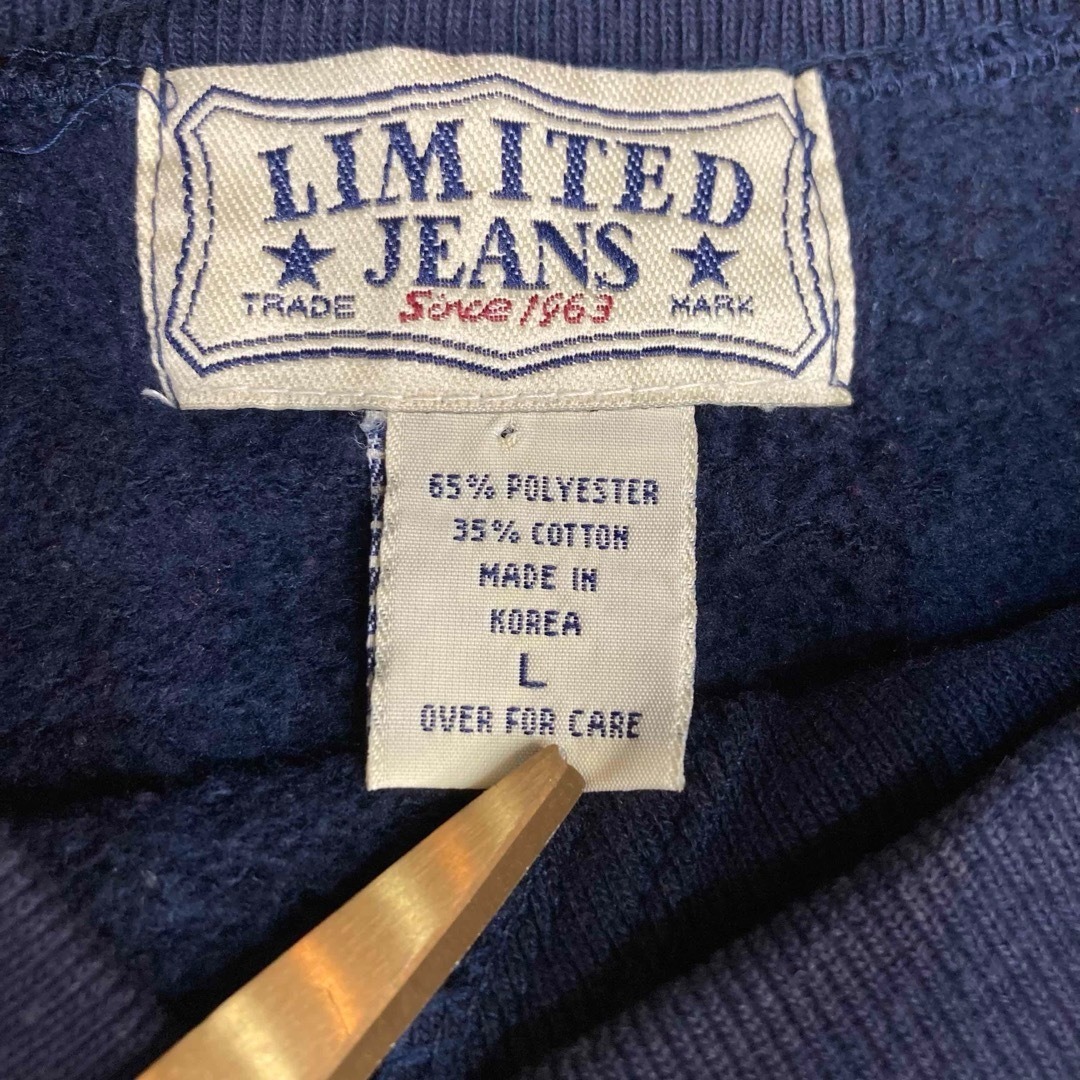 LIMITED
JEANS
TRADE Since 1963 MARK
65% POLYESTER
35% COTTON
MADE IN
KOREA
L
OVER FOR CARE